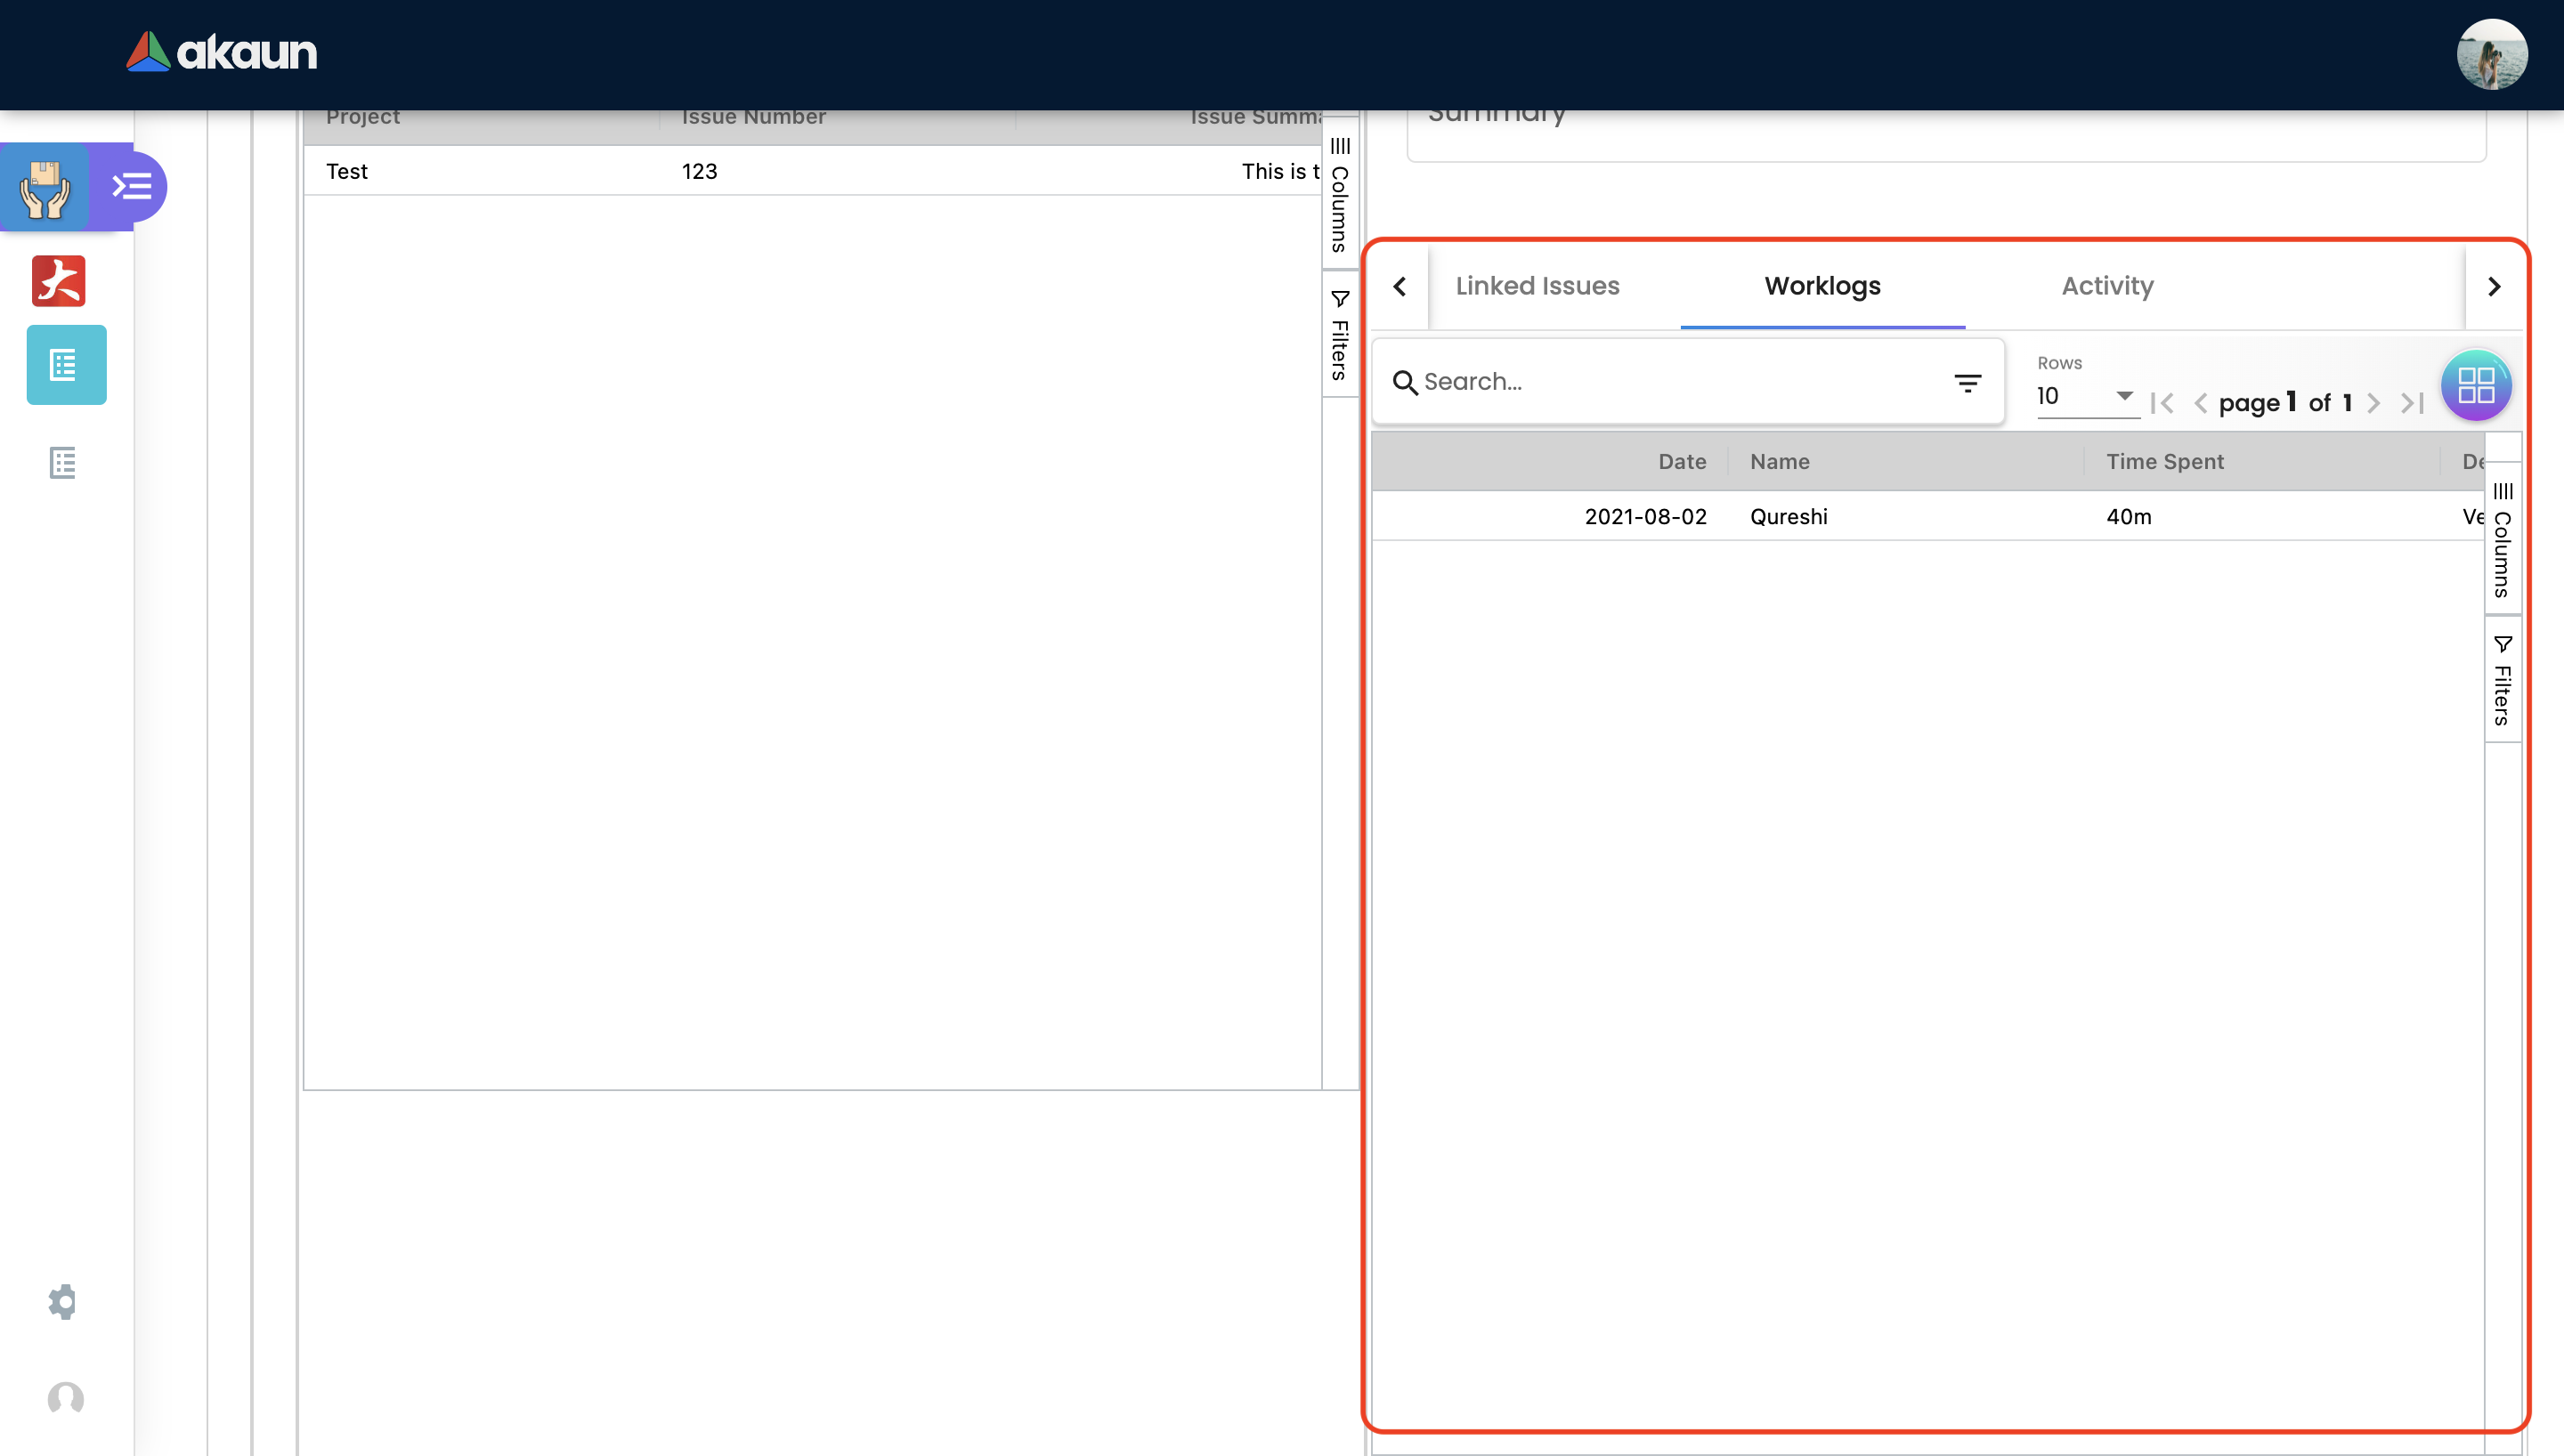 akaun
Project Issue Number Issue Summa
Test 123 This is t
Columns
Filters
Summary
Linked Issues Worklogs Activity
Search...
Rows
10
page 1 of 1
Date Name Time Spent De
2021-08-02 Qureshi 40m Ve
Columns
Filters